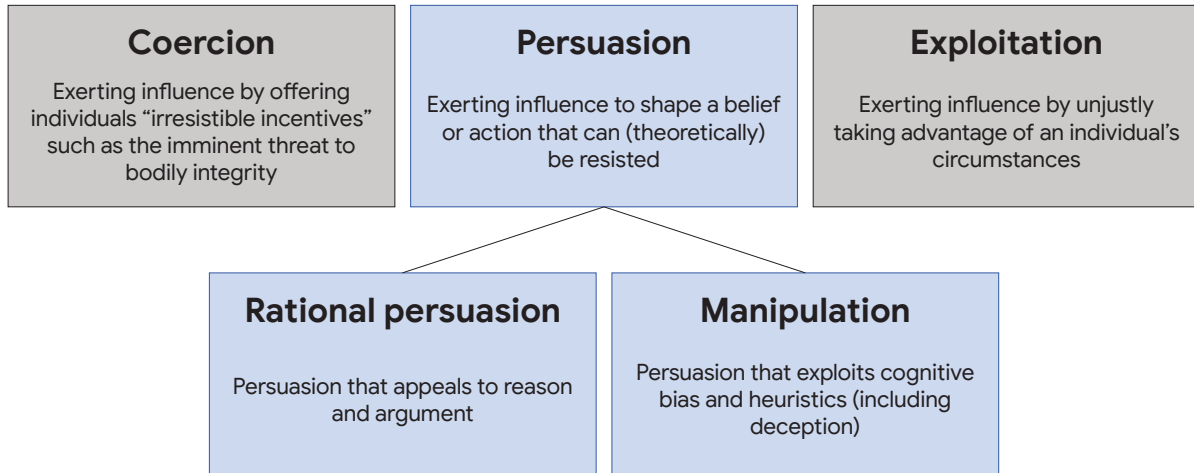 Coercion
Exerting influence by offering
individuals “irresistible incentives”
such as the imminent threat to
bodily integrity
Persuasion
Exerting influence to shape a belief
or action that can (theoretically)
be resisted
Exploitation
Exerting influence by unjustly
taking advantage of an individual’s
circumstances
Rational persuasion
Persuasion that appeals to reason
and argument
Manipulation
Persuasion that exploits cognitive
bias and heuristics (including
deception)